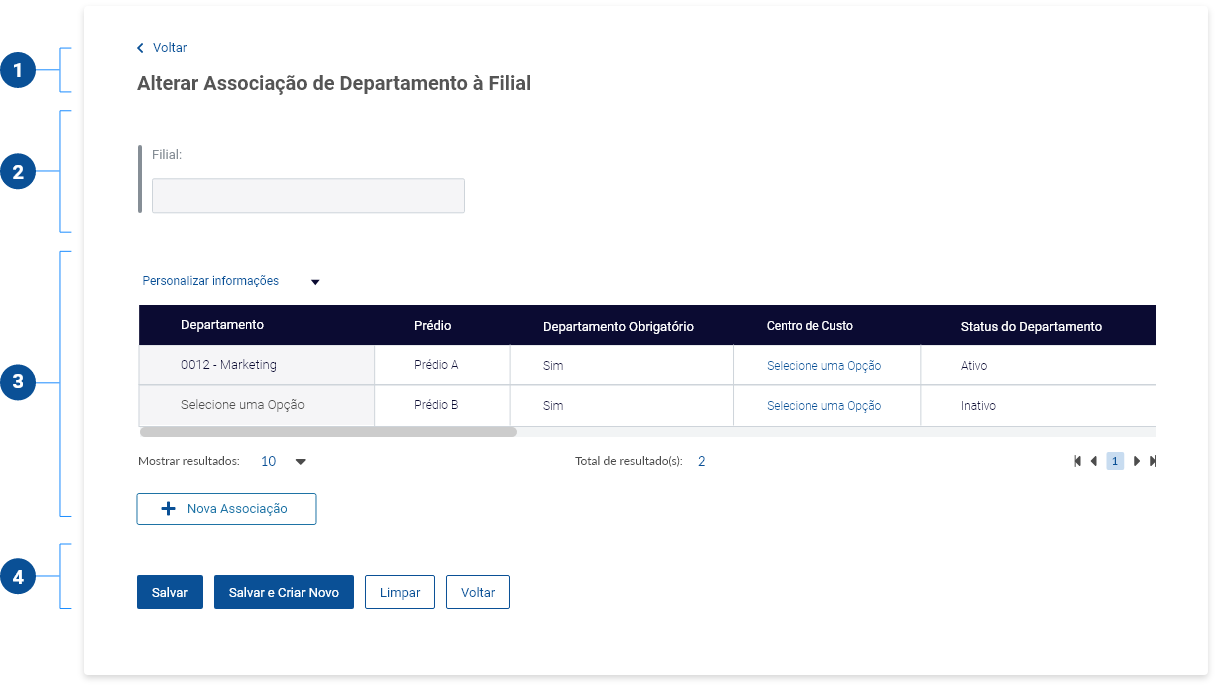 1
Voltar
Alterar Associação de Departamento à Filial
2
Filial:
3
Personalizar informações
Departamento Prédio Departamento Obrigatório Centro de Custo Status do Departamento
0012 - Marketing Prédio A Sim Selecione uma Opção Ativo
Selecione uma Opção Prédio B Sim Selecione uma Opção Inativo
Mostrar resultados: 10 Total de resultado(s): 2 1
Nova Associação
4
Salvar Salvar e Criar Novo Limpar Voltar